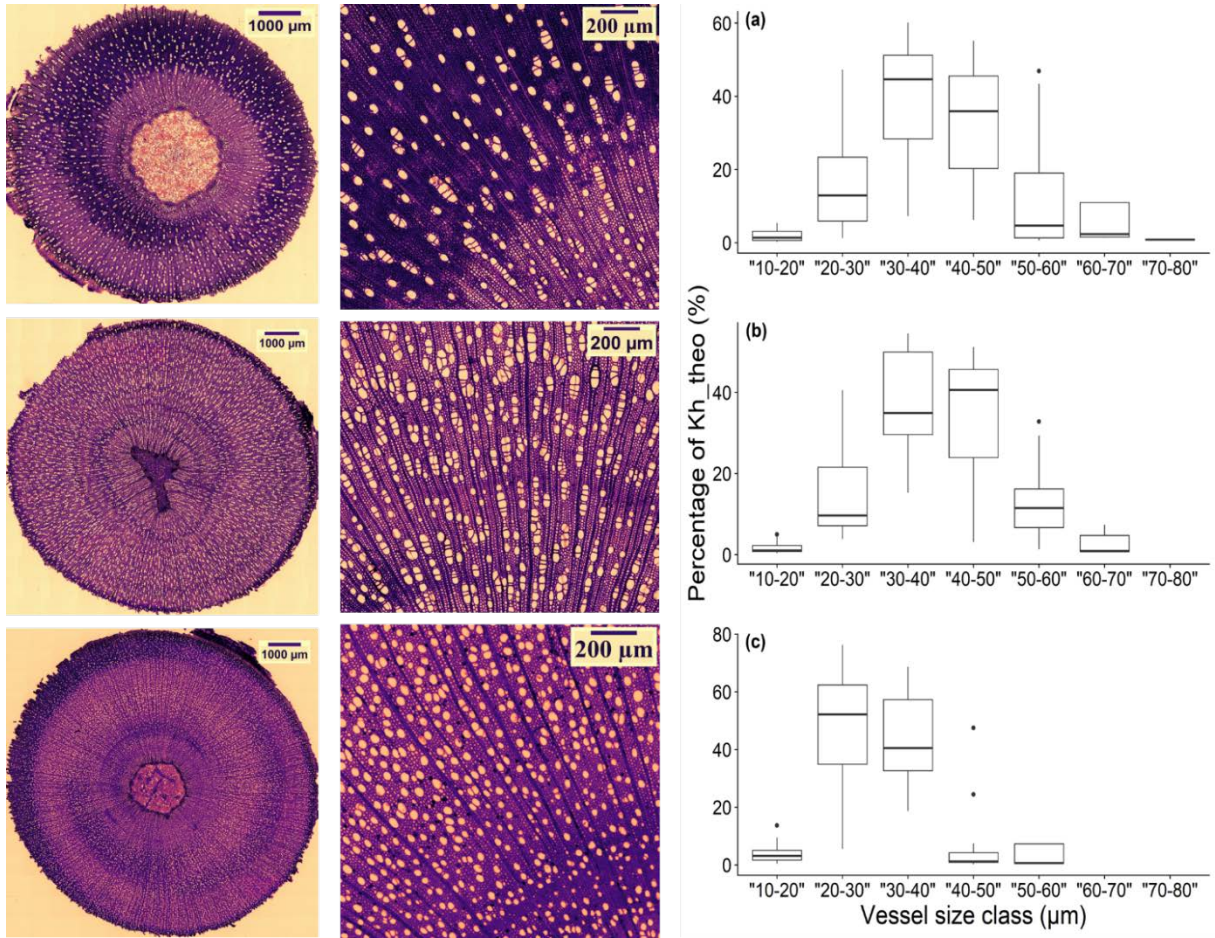 1000 µm
200 µm
(a)
60
40
20
0
"10-20" "20-30" "30-40" "40-50" "50-60" "60-70" "70-80"
1000 µm
200 µm
(b)
40
20
0
"10-20" "20-30" "30-40" "40-50" "50-60" "60-70" "70-80"
Percentage of Kh_theo (%)
1000 µm
200 µm
(c)
80
60
40
20
0
"10-20" "20-30" "30-40" "40-50" "50-60" "60-70" "70-80"
Vessel size class (µm)